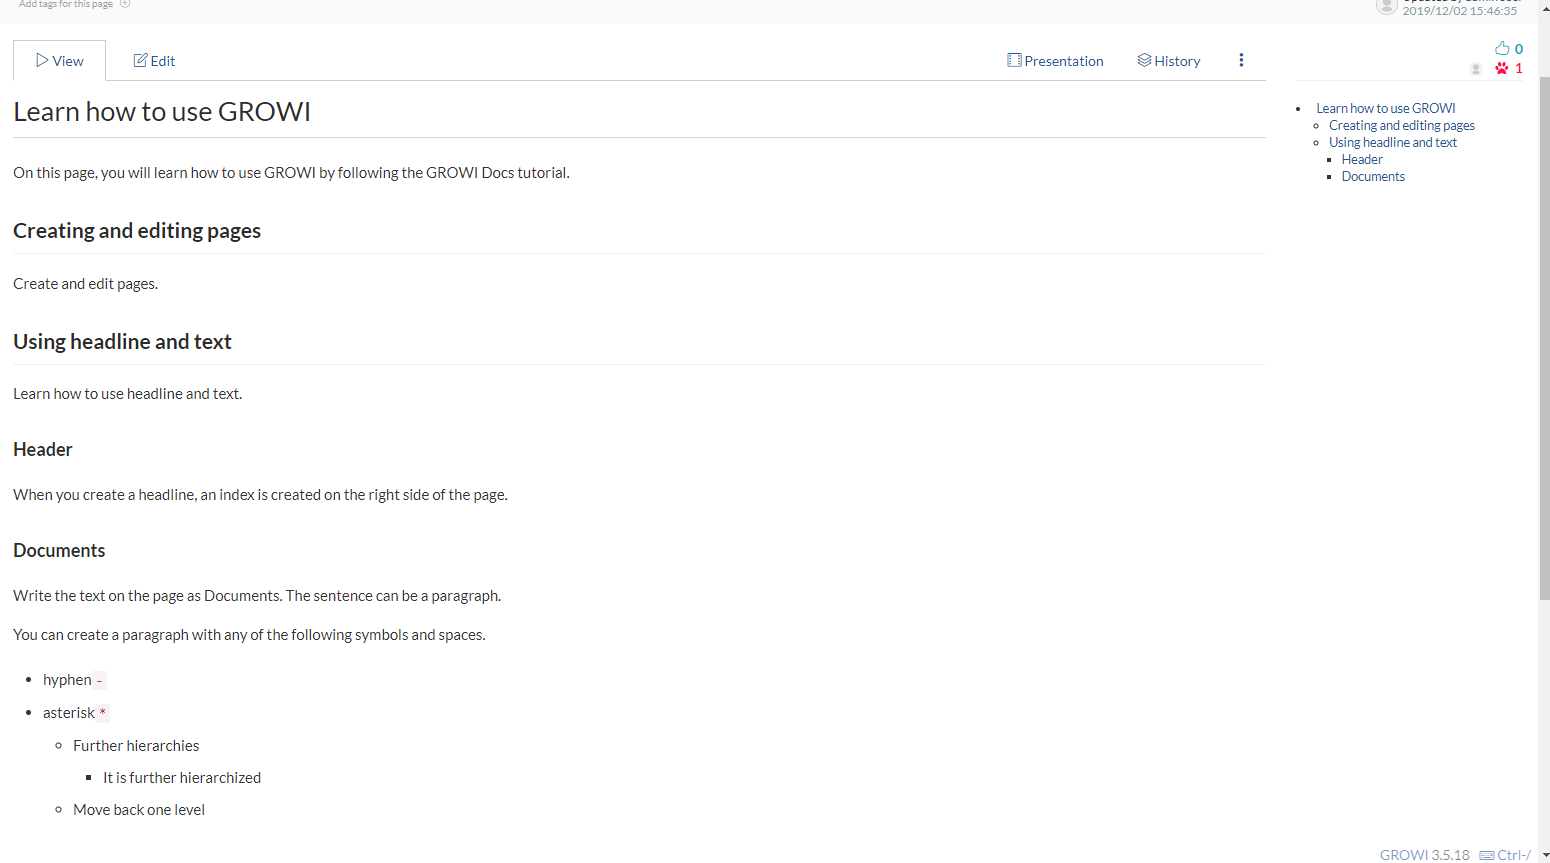 Add tags for this page
2019/12/02 15:46:35
View Edit Presentation History
0
1
Learn how to use GROWI
On this page, you will learn how to use GROWI by following the GROWI Docs tutorial.
Creating and editing pages
Create and edit pages.
Using headline and text
Learn how to use headline and text.
Header
When you create a headline, an index is created on the right side of the page.
Documents
Write the text on the page as Documents. The sentence can be a paragraph.
You can create a paragraph with any of the following symbols and spaces.
hyphen -
asterisk *
Further hierarchies
It is further hierarchized
Move back one level
Learn how to use GROWI
Creating and editing pages
Using headline and text
Header
Documents
GROWI 3.5.18 Ctrl-/